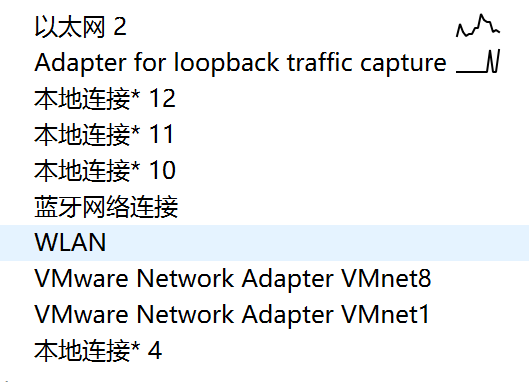 以太网 2
Adapter for loopback traffic capture
本地连接* 12
本地连接* 11
本地连接* 10
蓝牙网络连接
WLAN
VMware Network Adapter VMnet8
VMware Network Adapter VMnet1
本地连接* 4